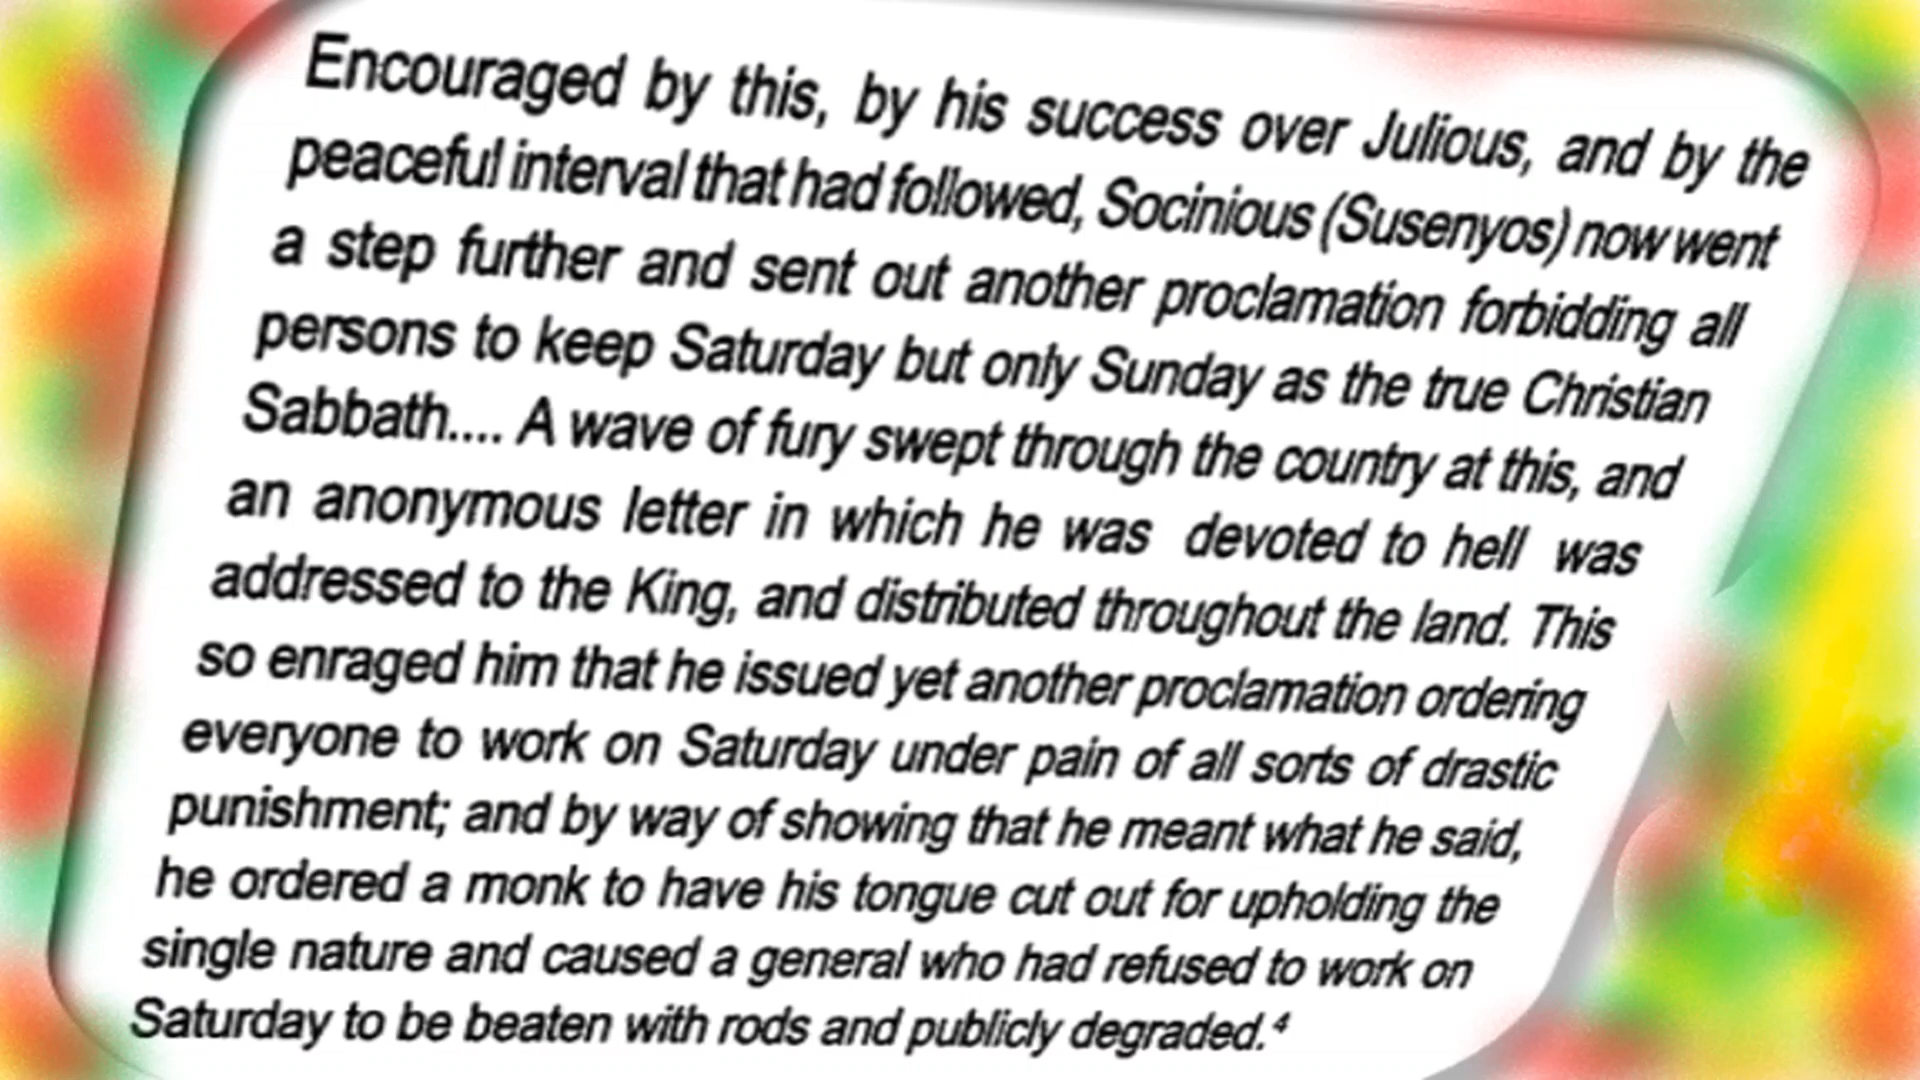 Encouraged by this, by his success over Julious, and by the
peaceful interval that had followed, Socinious (Susenyos) now went
a step further and sent out another proclamation forbidding all
persons to keep Saturday but only Sunday as the true Christian
Sabbath.... A wave of fury swept through the country at this, and
an anonymous letter in which he was devoted to hell was
addressed to the King, and distributed throughout the land. This
so enraged him that he issued yet another proclamation ordering
everyone to work on Saturday under pain of all sorts of drastic
punishment; and by way of showing that he meant what he said,
he ordered a monk to have his tongue cut out for upholding the
single nature and caused a general who had refused to work on
Saturday to be beaten with rods and publicly degraded.⁴